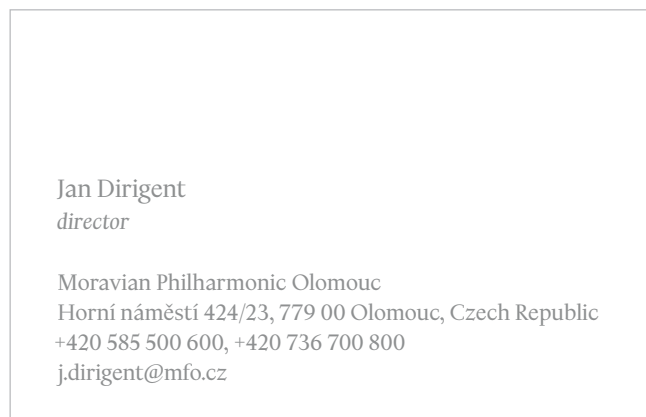 Jan Dirigent
director
Moravian Philharmonic Olomouc
Horní náměstí 424/23, 779 00 Olomouc, Czech Republic
+420 585 500 600, +420 736 700 800
j.dirigent@mfo.cz